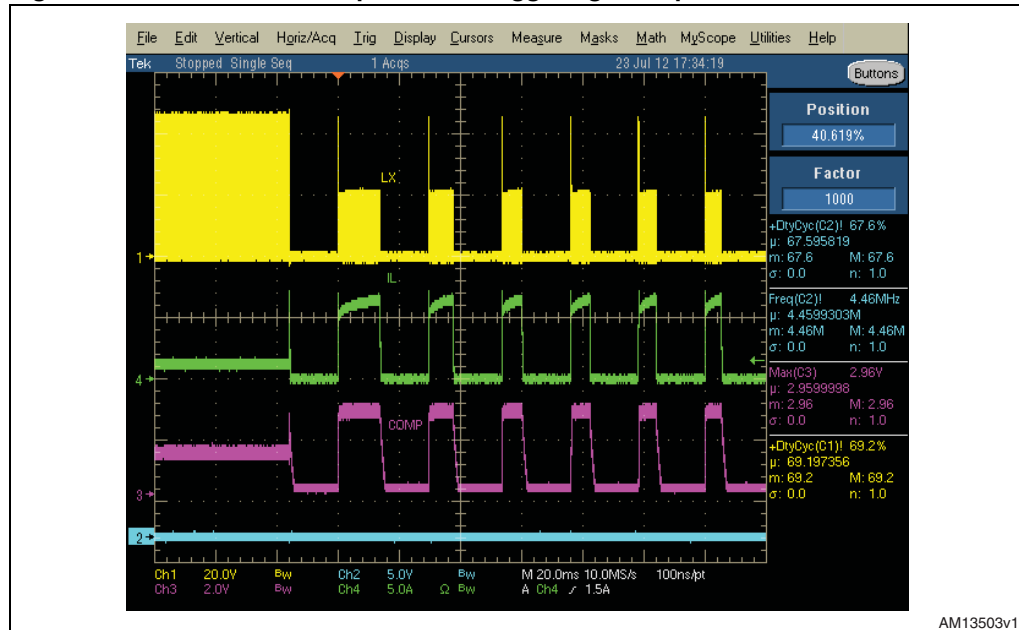 File Edit Vertical Horiz/Acq Trig Display Cursors Measure Masks Math MyScope Utilities Help
Tek Stopped Single Seq 1 Acqs 23 Jul 12 17:34:19
Buttons
Position
40.619%
Factor
1000
LX
IL
COMP
1
4
3
2
+DtyCyc(C2)! 67.6%
µ: 67.595819
m: 67.6 M: 67.6
σ: 0.0 n: 1.0
Freq(C2)! 4.46MHz
µ: 4.4599303M
m: 4.46M M: 4.46M
σ: 0.0 n: 1.0
Max(C3) 2.96V
µ: 2.9599998
m: 2.96 M: 2.96
σ: 0.0 n: 1.0
+DtyCyc(C1)! 69.2%
µ: 69.197356
m: 69.2 M: 69.2
σ: 0.0 n: 1.0
Ch1 20.0V Bw Ch2 5.0V Bw M 20.0ms 10.0MS/s 100ns/pt
Ch3 2.0V Bw Ch4 5.0A Ω Bw A Ch4 ∕ 1.5A
AM13503v1